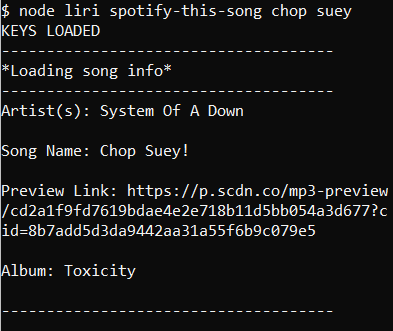 $ node liri spotify-this-song chop suey
KEYS LOADED
------------------------------------
*Loading song info*
------------------------------------
Artist(s): System Of A Down
Song Name: Chop Suey!
Preview Link: https://p.scdn.co/mp3-preview
/cd2a1f9fd7619bdae4e2e718b11d5bb054a3d677?c
id=8b7add5d3da9442aa31a55f6b9c079e5
Album: Toxicity
------------------------------------